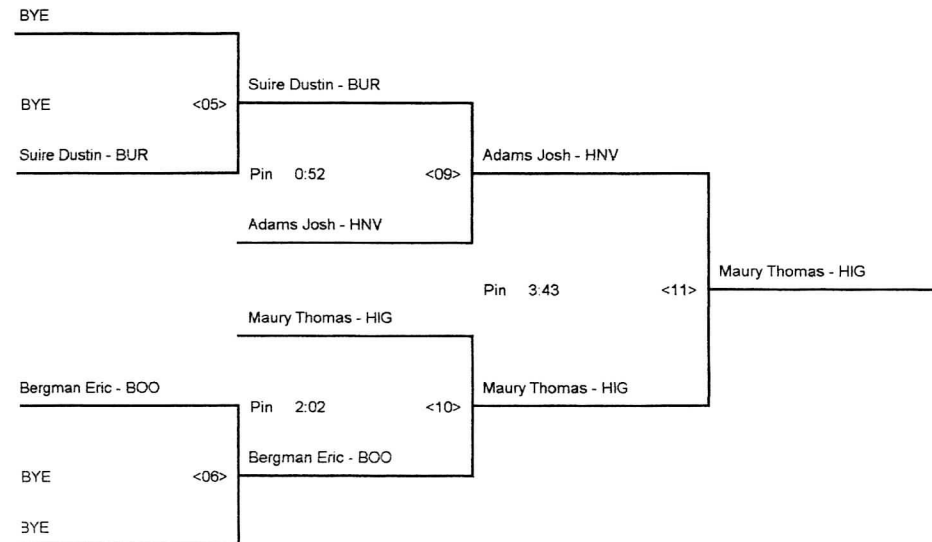 BYE
Suire Dustin - BUR
BYE <05>
Suire Dustin - BUR
Adams Josh - HNV
Pin 0:52 <09>
Adams Josh - HNV
Maury Thomas - HIG
Pin 3:43 <11>
Maury Thomas - HIG
Bergman Eric - BOO
Maury Thomas - HIG
Pin 2:02 <10>
Bergman Eric - BOO
BYE <06>
BYE